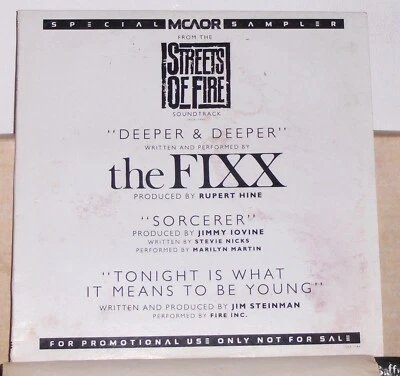 SPECIAL MCAOR SAMPLER
FROM THE
STREETS
OF FIRE
SOUNDTRACK
"DEEPER & DEEPER"
WRITTEN AND PERFORMED BY
the FIXX
PRODUCED BY RUPERT HINE
"SORCERER"
PRODUCED BY JIMMY IOVINE
WRITTEN BY STEVIE NICKS
PERFORMED BY MARILYN MARTIN
"TONIGHT IS WHAT
IT MEANS TO BE YOUNG"
WRITTEN AND PRODUCED BY JIM STEINMAN
PERFORMED BY FIRE INC.
FOR PROMOTIONAL USE ONLY NOT FOR SALE